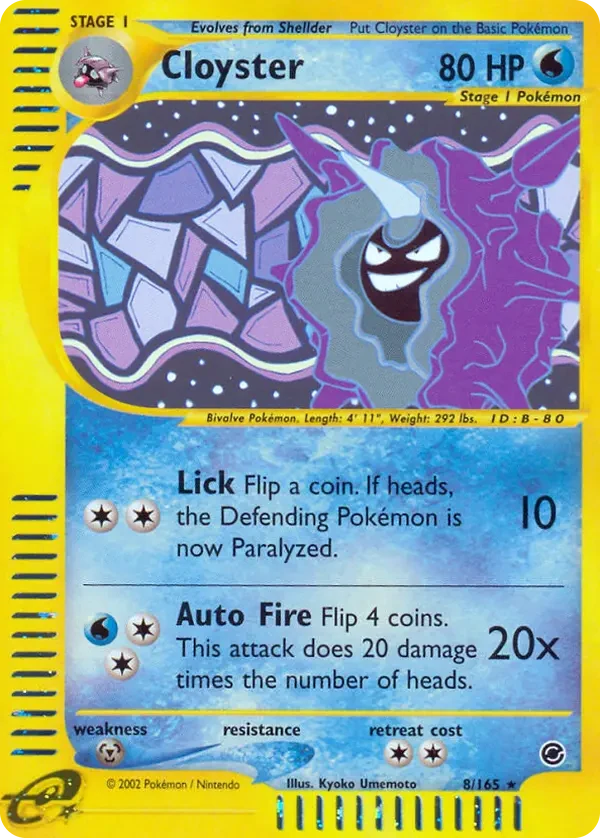 STAGE 1
Evolves from Shellder
Put Cloyster on the Basic Pokémon
Cloyster
80 HP
Stage 1 Pokémon
Bivalve Pokémon. Length: 4' 11", Weight: 292 lbs. ID:B-80
Lick Flip a coin. If heads,
the Defending Pokémon is
now Paralyzed.
10
Auto Fire Flip 4 coins.
This attack does 20 damage
times the number of heads.
20x
weakness
resistance
retreat cost
© 2002 Pokémon / Nintendo
Illus. Kyoko Umemoto
8/165 ★
e